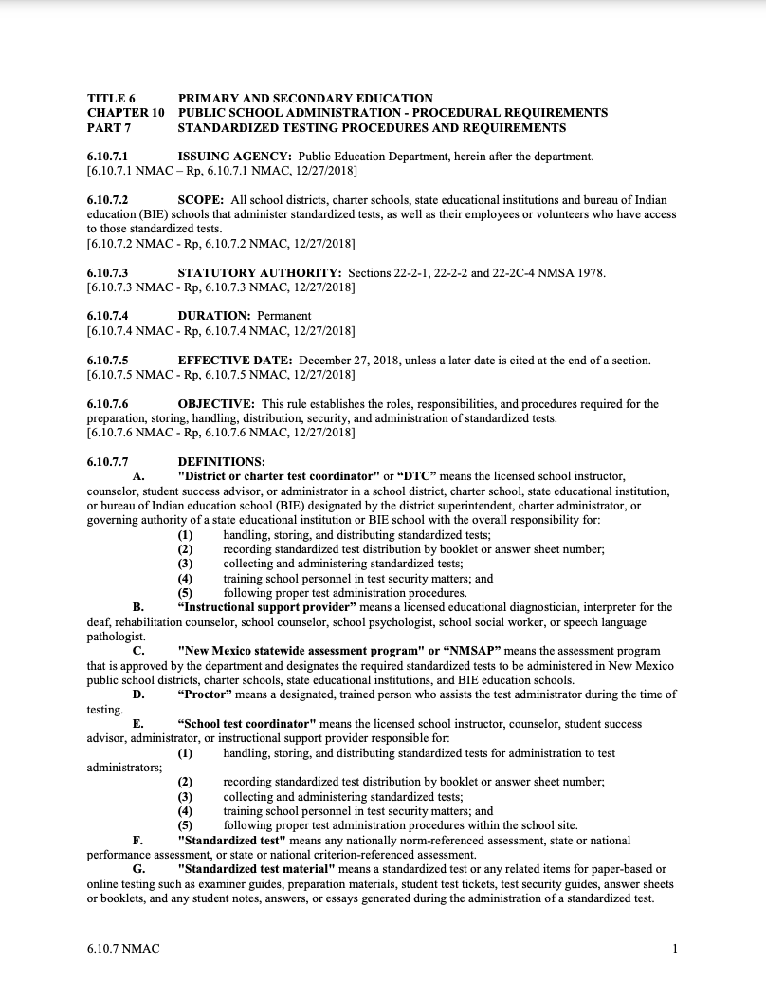 TITLE 6 PRIMARY AND SECONDARY EDUCATION
CHAPTER 10 PUBLIC SCHOOL ADMINISTRATION - PROCEDURAL REQUIREMENTS
PART 7 STANDARDIZED TESTING PROCEDURES AND REQUIREMENTS
6.10.7.1 ISSUING AGENCY: Public Education Department, herein after the department.
[6.10.7.1 NMAC – Rp, 6.10.7.1 NMAC, 12/27/2018]
6.10.7.2 SCOPE: All school districts, charter schools, state educational institutions and bureau of Indian
education (BIE) schools that administer standardized tests, as well as their employees or volunteers who have access
to those standardized tests.
[6.10.7.2 NMAC - Rp, 6.10.7.2 NMAC, 12/27/2018]
6.10.7.3 STATUTORY AUTHORITY: Sections 22-2-1, 22-2-2 and 22-2C-4 NMSA 1978.
[6.10.7.3 NMAC - Rp, 6.10.7.3 NMAC, 12/27/2018]
6.10.7.4 DURATION: Permanent
[6.10.7.4 NMAC - Rp, 6.10.7.4 NMAC, 12/27/2018]
6.10.7.5 EFFECTIVE DATE: December 27, 2018, unless a later date is cited at the end of a section.
[6.10.7.5 NMAC - Rp, 6.10.7.5 NMAC, 12/27/2018]
6.10.7.6 OBJECTIVE: This rule establishes the roles, responsibilities, and procedures required for the
preparation, storing, handling, distribution, security, and administration of standardized tests.
[6.10.7.6 NMAC - Rp, 6.10.7.6 NMAC, 12/27/2018]
6.10.7.7 DEFINITIONS:
A. "District or charter test coordinator" or “DTC” means the licensed school instructor,
counselor, student success advisor, or administrator in a school district, charter school, state educational institution,
or bureau of Indian education school (BIE) designated by the district superintendent, charter administrator, or
governing authority of a state educational institution or BIE school with the overall responsibility for:
(1) handling, storing, and distributing standardized tests;
(2) recording standardized test distribution by booklet or answer sheet number;
(3) collecting and administering standardized tests;
(4) training school personnel in test security matters; and
(5) following proper test administration procedures.
B. “Instructional support provider” means a licensed educational diagnostician, interpreter for the
deaf, rehabilitation counselor, school counselor, school psychologist, school social worker, or speech language
pathologist.
C. "New Mexico statewide assessment program" or “NMSAP” means the assessment program
that is approved by the department and designates the required standardized tests to be administered in New Mexico
public school districts, charter schools, state educational institutions, and BIE education schools.
D. “Proctor” means a designated, trained person who assists the test administrator during the time of
testing.
E. “School test coordinator" means the licensed school instructor, counselor, student success
advisor, administrator, or instructional support provider responsible for:
(1) handling, storing, and distributing standardized tests for administration to test
administrators;
(2) recording standardized test distribution by booklet or answer sheet number;
(3) collecting and administering standardized tests;
(4) training school personnel in test security matters; and
(5) following proper test administration procedures within the school site.
F. "Standardized test" means any nationally norm-referenced assessment, state or national
performance assessment, or state or national criterion-referenced assessment.
G. "Standardized test material" means a standardized test or any related items for paper-based or
online testing such as examiner guides, preparation materials, student test tickets, test security guides, answer sheets
or booklets, and any student notes, answers, or essays generated during the administration of a standardized test.
6.10.7 NMAC 1